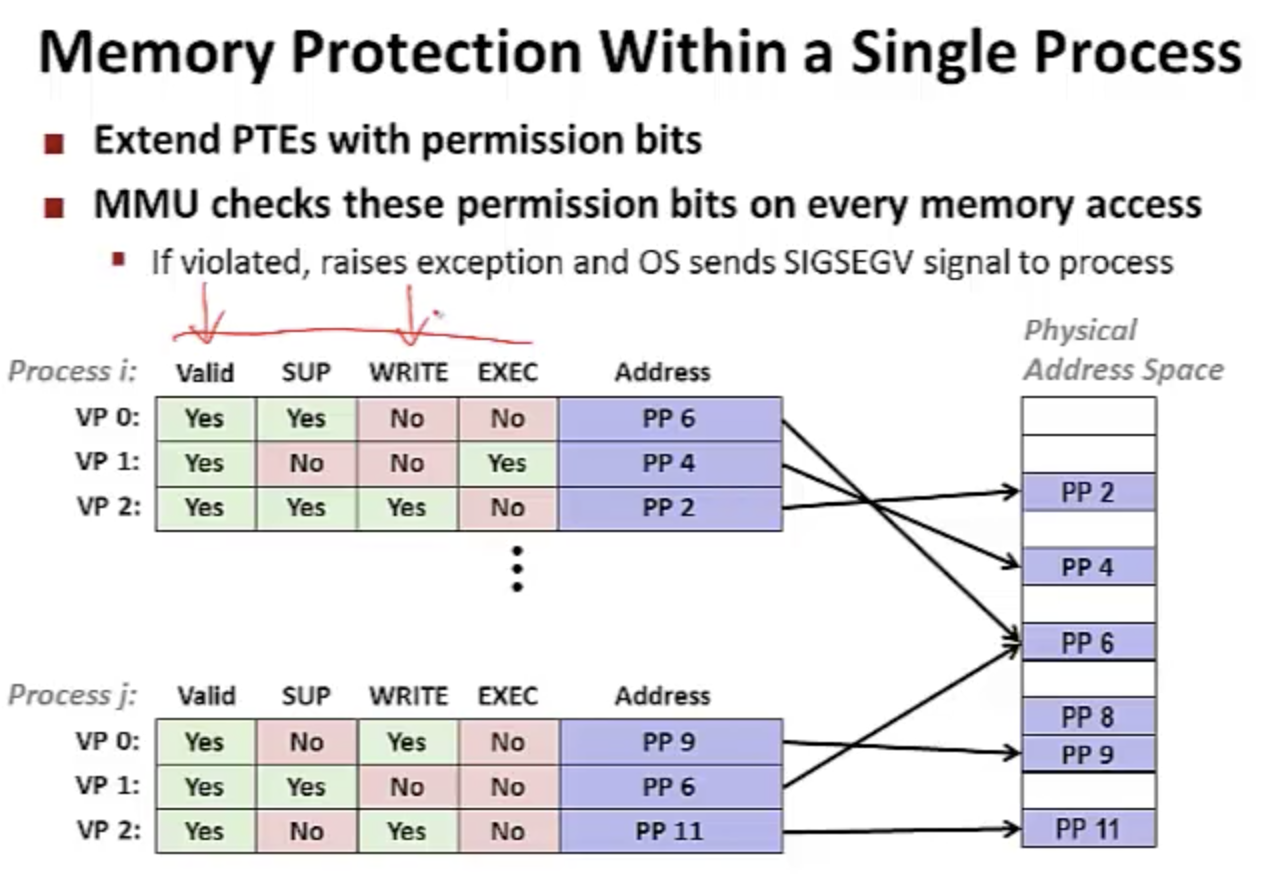 Memory Protection Within a Single Process
Extend PTEs with permission bits
MMU checks these permission bits on every memory access
If violated, raises exception and OS sends SIGSEGV signal to process
Physical
Address Space
Process i: Valid SUP WRITE EXEC Address
VP 0: Yes Yes No No PP 6
VP 1: Yes No No Yes PP 4
VP 2: Yes Yes Yes No PP 2
PP 2
PP 4
PP 6
PP 8
PP 9
PP 11
Process j: Valid SUP WRITE EXEC Address
VP 0: Yes No Yes No PP 9
VP 1: Yes Yes No No PP 6
VP 2: Yes No Yes No PP 11